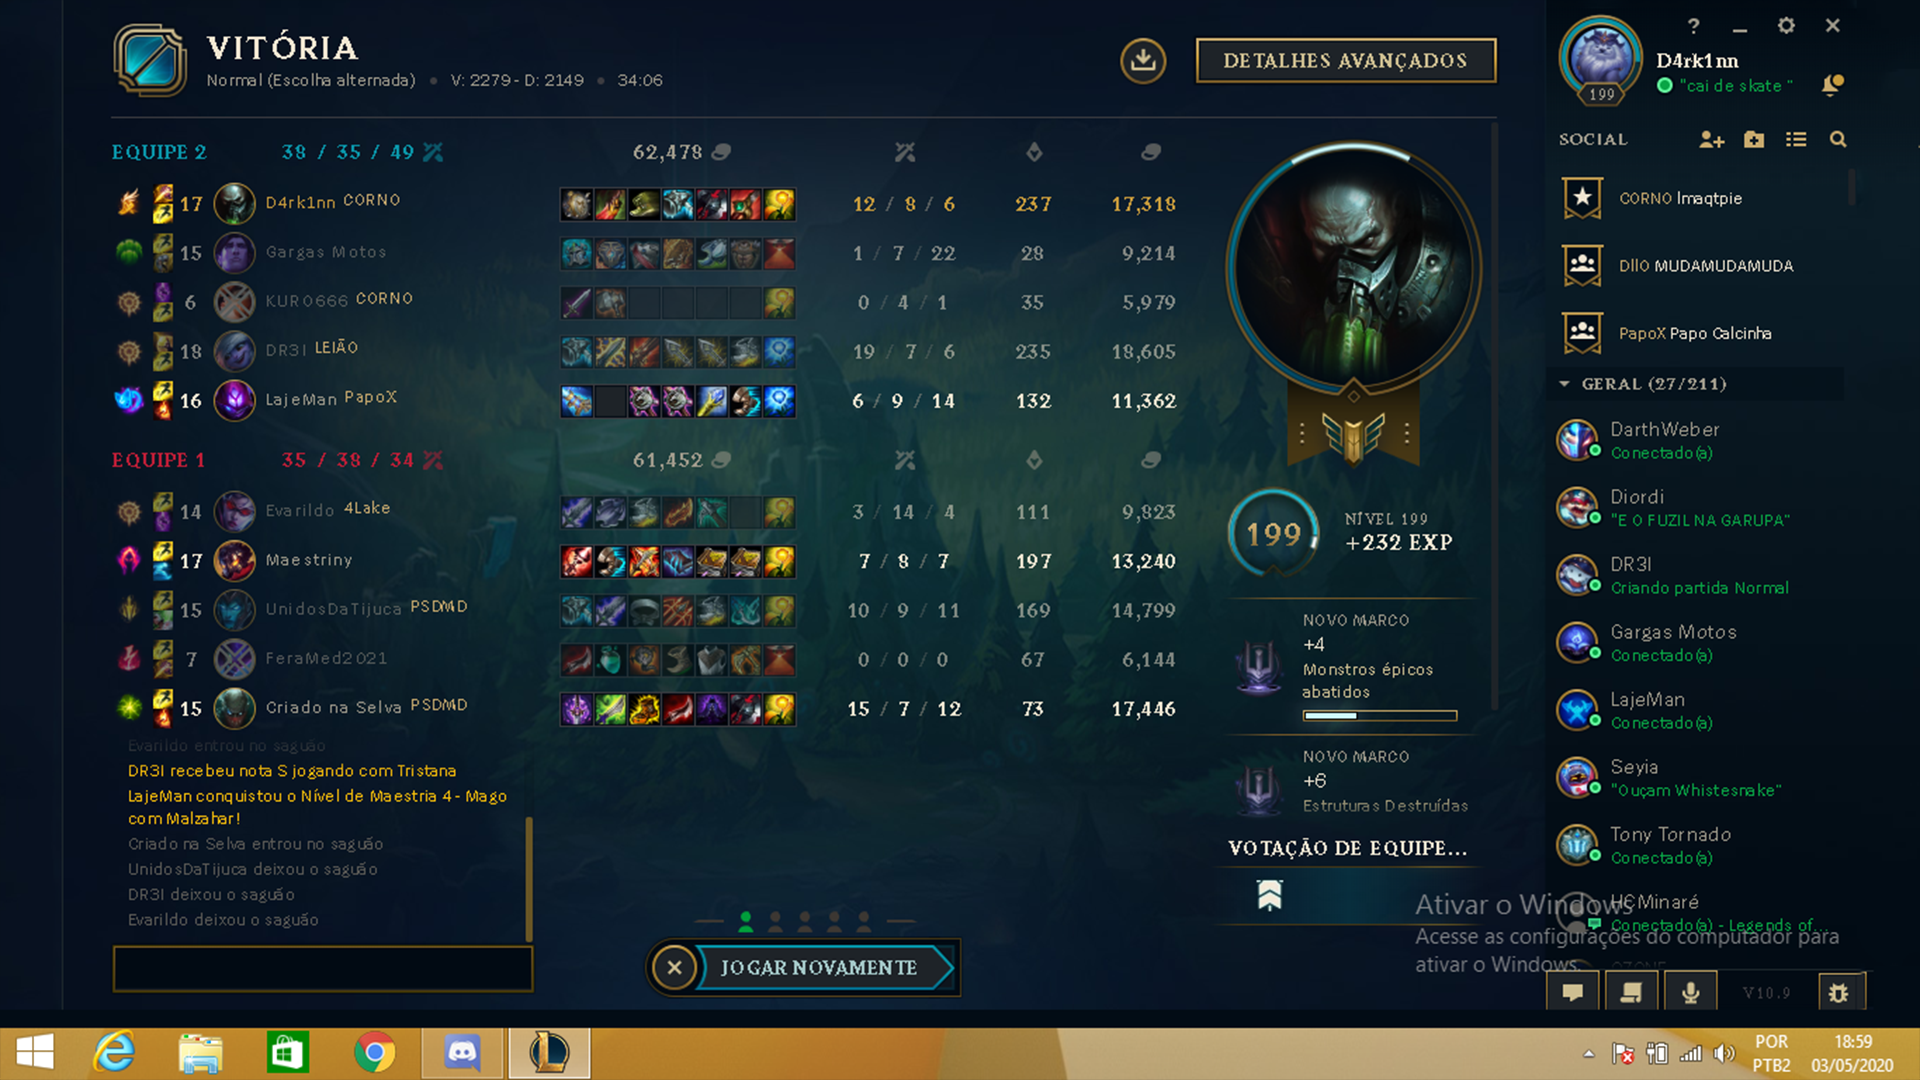 VITÓRIA
Normal (Escolha alternada) • V: 2279 - D: 2149 • 34:06
DETALHES AVANÇADOS
EQUIPE 2 38 / 35 / 49 62,478
17 D4rk1nn CORNO 12 / 8 / 6 237 17,318
15 Gargas Motos 1 / 7 / 22 28 9,214
6 KURO666 CORNO 0 / 4 / 1 35 5,979
18 DR3I LEIÃO 19 / 7 / 6 235 18,605
16 LajeMan PapoX 6 / 9 / 14 132 11,362
EQUIPE 1 35 / 38 / 34 61,452
14 Evarildo 4Lake 3 / 14 / 4 111 9,823
17 Maestriny 7 / 8 / 7 197 13,240
15 UnidosDaTijuca PSDMD 10 / 9 / 11 169 14,799
7 FeraMed2021 0 / 0 / 0 67 6,144
15 Criado na Selva PSDMD 15 / 7 / 12 73 17,446
Evarildo entrou no saguão
DR3I recebeu nota S jogando com Tristana
LajeMan conquistou o Nível de Maestria 4 - Mago
com Malzahar!
Criado na Selva entrou no saguão
UnidosDaTijuca deixou o saguão
DR3I deixou o saguão
Evarildo deixou o saguão
JOGAR NOVAMENTE
199
NÍVEL 199
+232 EXP
NOVO MARCO
+4
Monstros épicos
abatidos
NOVO MARCO
+6
Estruturas Destruídas
VOTAÇÃO DE EQUIPE...
199
D4rk1nn
"cai de skate "
SOCIAL
CORNO Imaqtpie
DIIO MUDAMUDAMUDA
PapoX Papo Calcinha
GERAL (27/211)
DarthWeber
Conectado(a)
Diordi
"E O FUZIL NA GARUPA"
DR3I
Criando partida Normal
Gargas Motos
Conectado(a)
LajeMan
Conectado(a)
Seyia
"Ouçam Whistesnake"
Tony Tornado
Conectado(a)
HCMinaré
Conectado(a) - Legends of...
Ativar o Windows
Acesse as configurações do computador para
ativar o Windows.
V10.9
POR
PTB2
18:59
03/05/2020